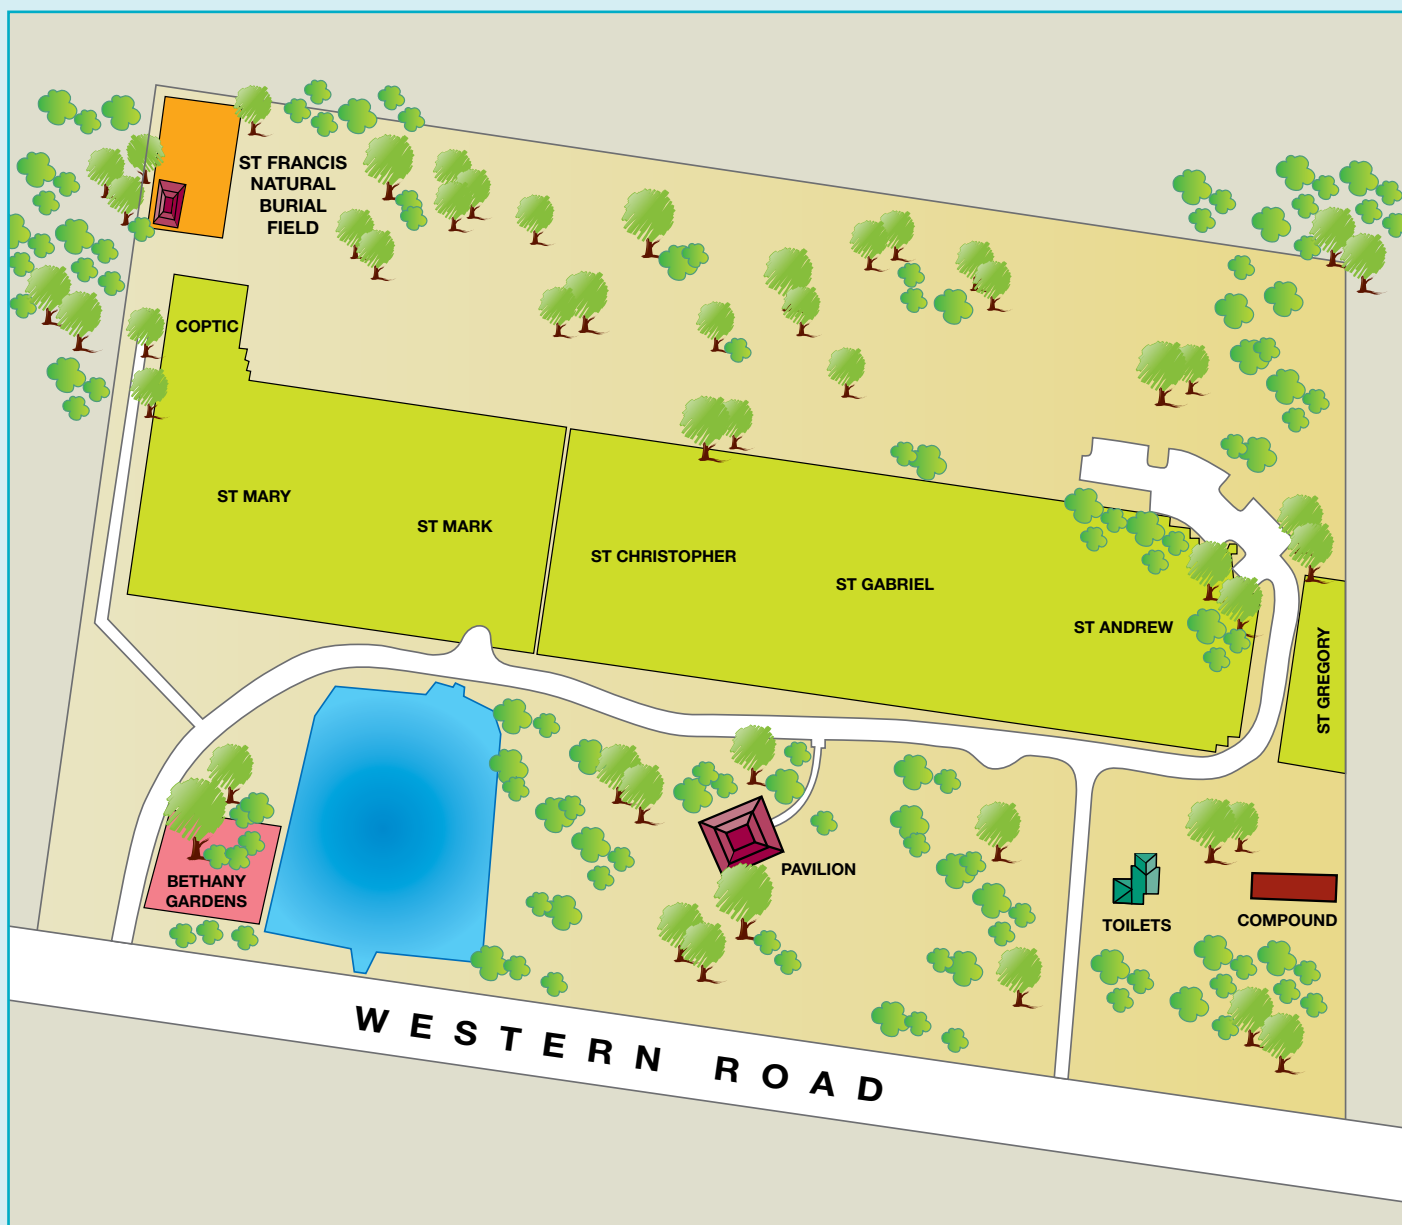 ST FRANCIS
NATURAL
BURIAL
FIELD
COPTIC
ST MARY
ST MARK
ST CHRISTOPHER
ST GABRIEL
ST ANDREW
ST GREGORY
BETHANY
GARDENS
PAVILION
TOILETS
COMPOUND
WESTERN ROAD